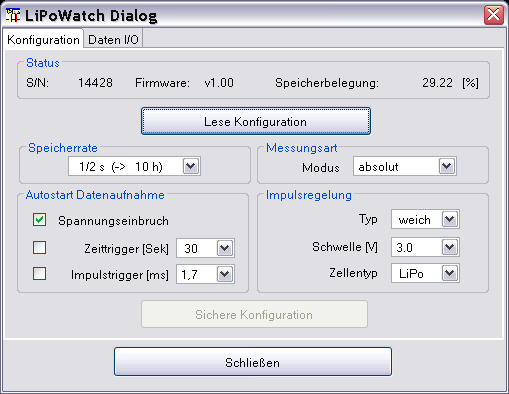 LiPoWatch Dialog
Konfiguration Daten I/O
Status
S/N: 14428 Firmware: v1.00 Speicherbelegung: 29.22 [%]
Lese Konfiguration
Speicherrate Messungsart
1/2 s (-> 10 h) Modus absolut
Autostart Datenaufnahme Impulsregelung
Spannungseinbruch Typ weich
Zeittrigger [Sek] 30 Schwelle [V] 3.0
Impulstrigger [ms] 1,7 Zellentyp LiPo
Sichere Konfiguration
Schließen